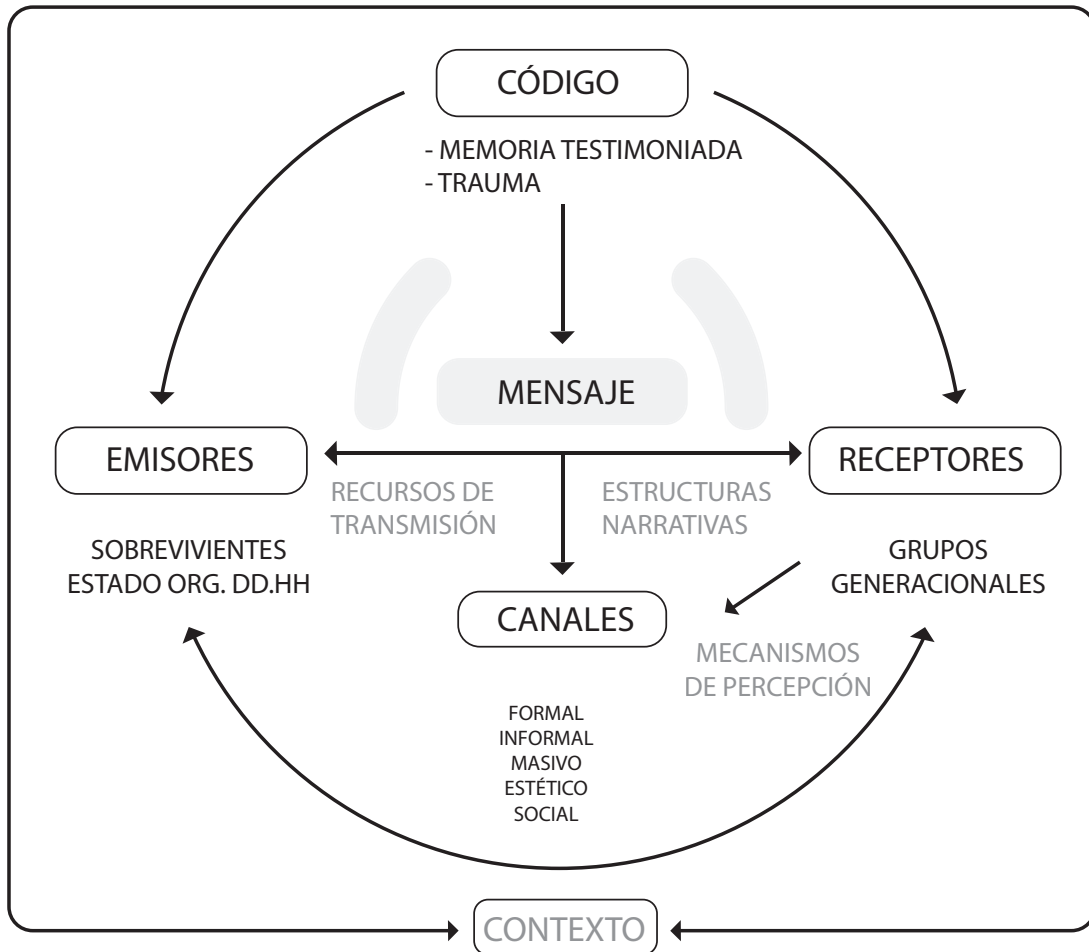 CÓDIGO
- MEMORIA TESTIMONIADA
- TRAUMA
MENSAJE
EMISORES
RECEPTORES
RECURSOS DE
TRANSMISIÓN
ESTRUCTURAS
NARRATIVAS
SOBREVIVIENTES
ESTADO ORG. DD.HH
GRUPOS
GENERACIONALES
CANALES
MECANISMOS
DE PERCEPCIÓN
FORMAL
INFORMAL
MASIVO
ESTÉTICO
SOCIAL
CONTEXTO